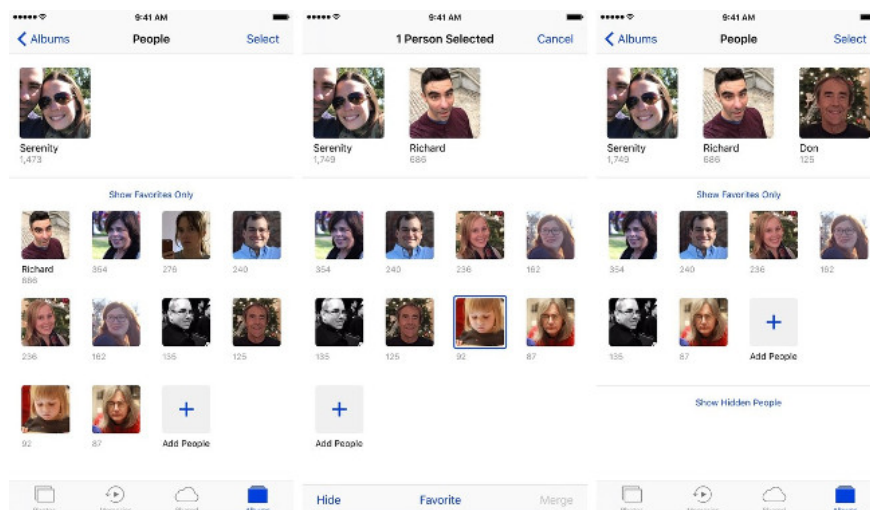 9:41 AM
Albums People Select
Serenity
1,473
Show Favorites Only
Richard
686
354
276
240
236
162
135
125
92
87
Add People
9:41 AM
1 Person Selected Cancel
Serenity
1,749
Richard
686
354
240
236
162
135
125
92
87
Add People
Hide Favorite Merge
9:41 AM
Albums People Select
Serenity
1,749
Richard
686
Don
125
Show Favorites Only
354
240
236
162
135
87
Add People
Show Hidden People